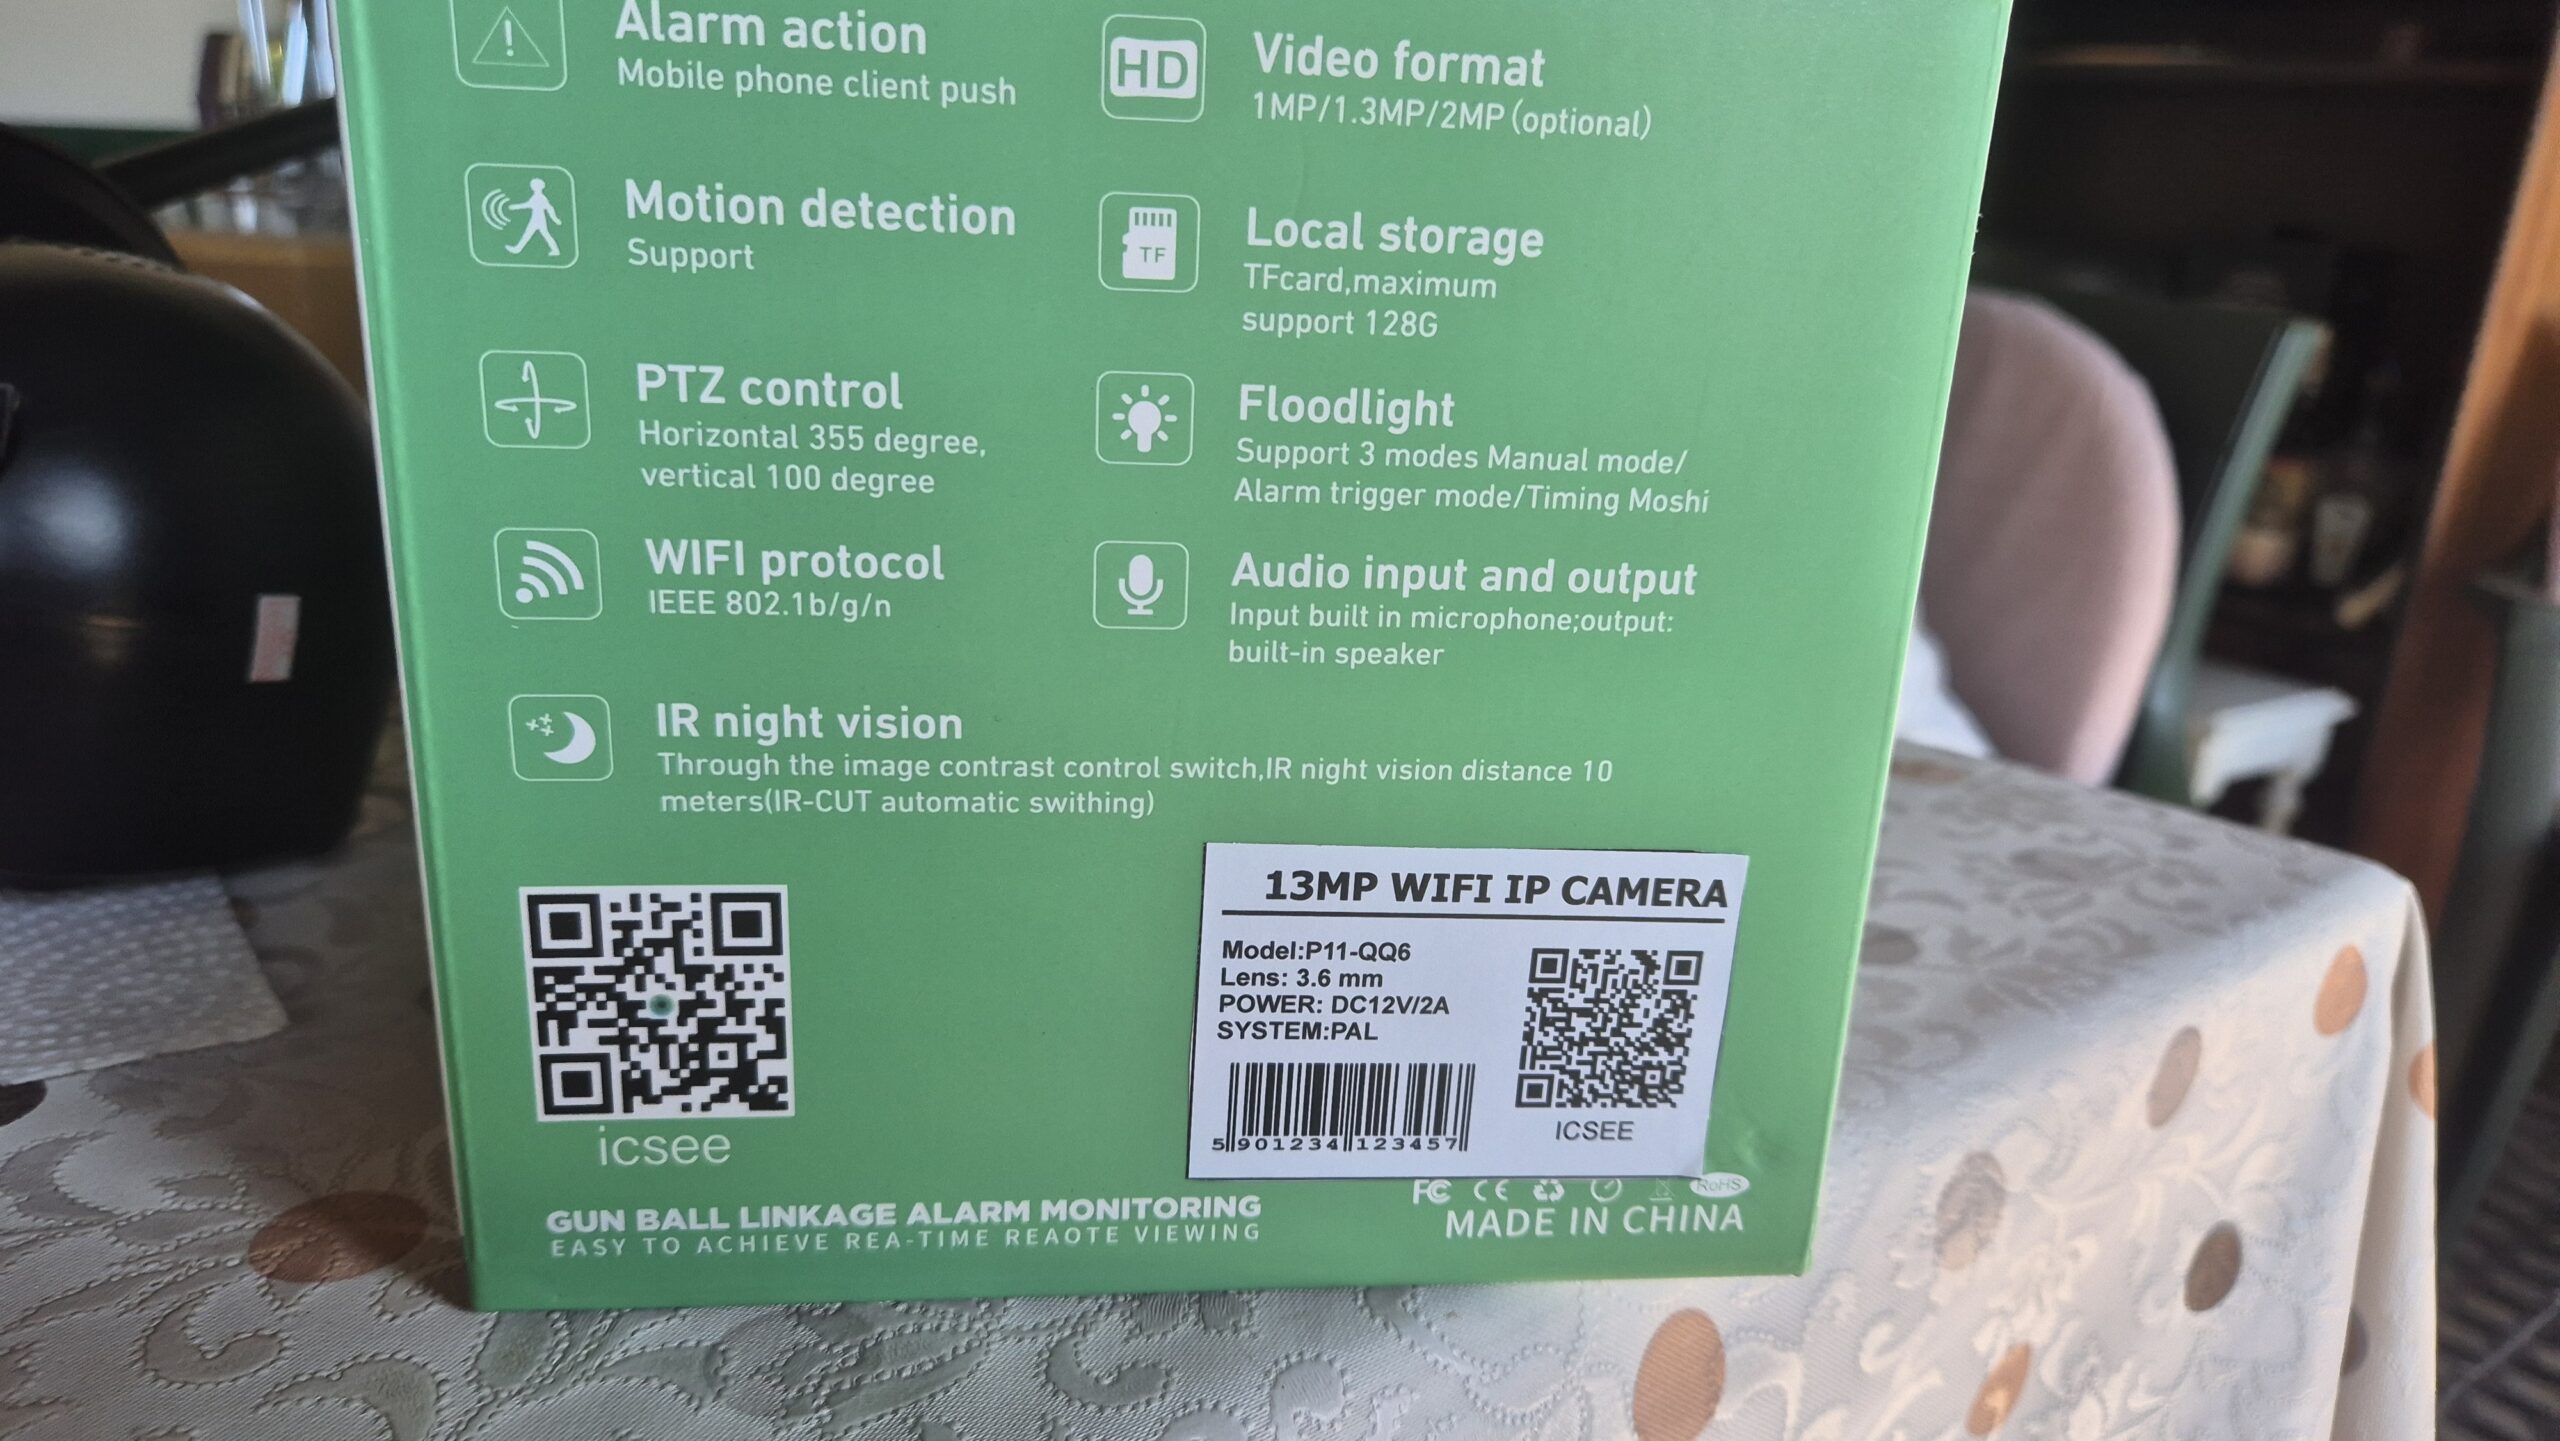 !
Alarm action
Mobile phone client push
HD
Video format
1MP/1.3MP/2MP (optional)
Motion detection
Support
TF
Local storage
TFcard,maximum
support 128G
PTZ control
Horizontal 355 degree,
vertical 100 degree
Floodlight
Support 3 modes Manual mode/
Alarm trigger mode/Timing Moshi
WIFI protocol
IEEE 802.1b/g/n
Audio input and output
Input built in microphone;output:
built-in speaker
IR night vision
Through the image contrast control switch,IR night vision distance 10
meters(IR-CUT automatic swithing)
icsee
13MP WIFI IP CAMERA
Model:P11-QQ6
Lens: 3.6 mm
POWER: DC12V/2A
SYSTEM:PAL
5 901234 123457
ICSEE
GUN BALL LINKAGE ALARM MONITORING
EASY TO ACHIEVE REA-TIME REAOTE VIEWING
FC CE RoHS
MADE IN CHINA